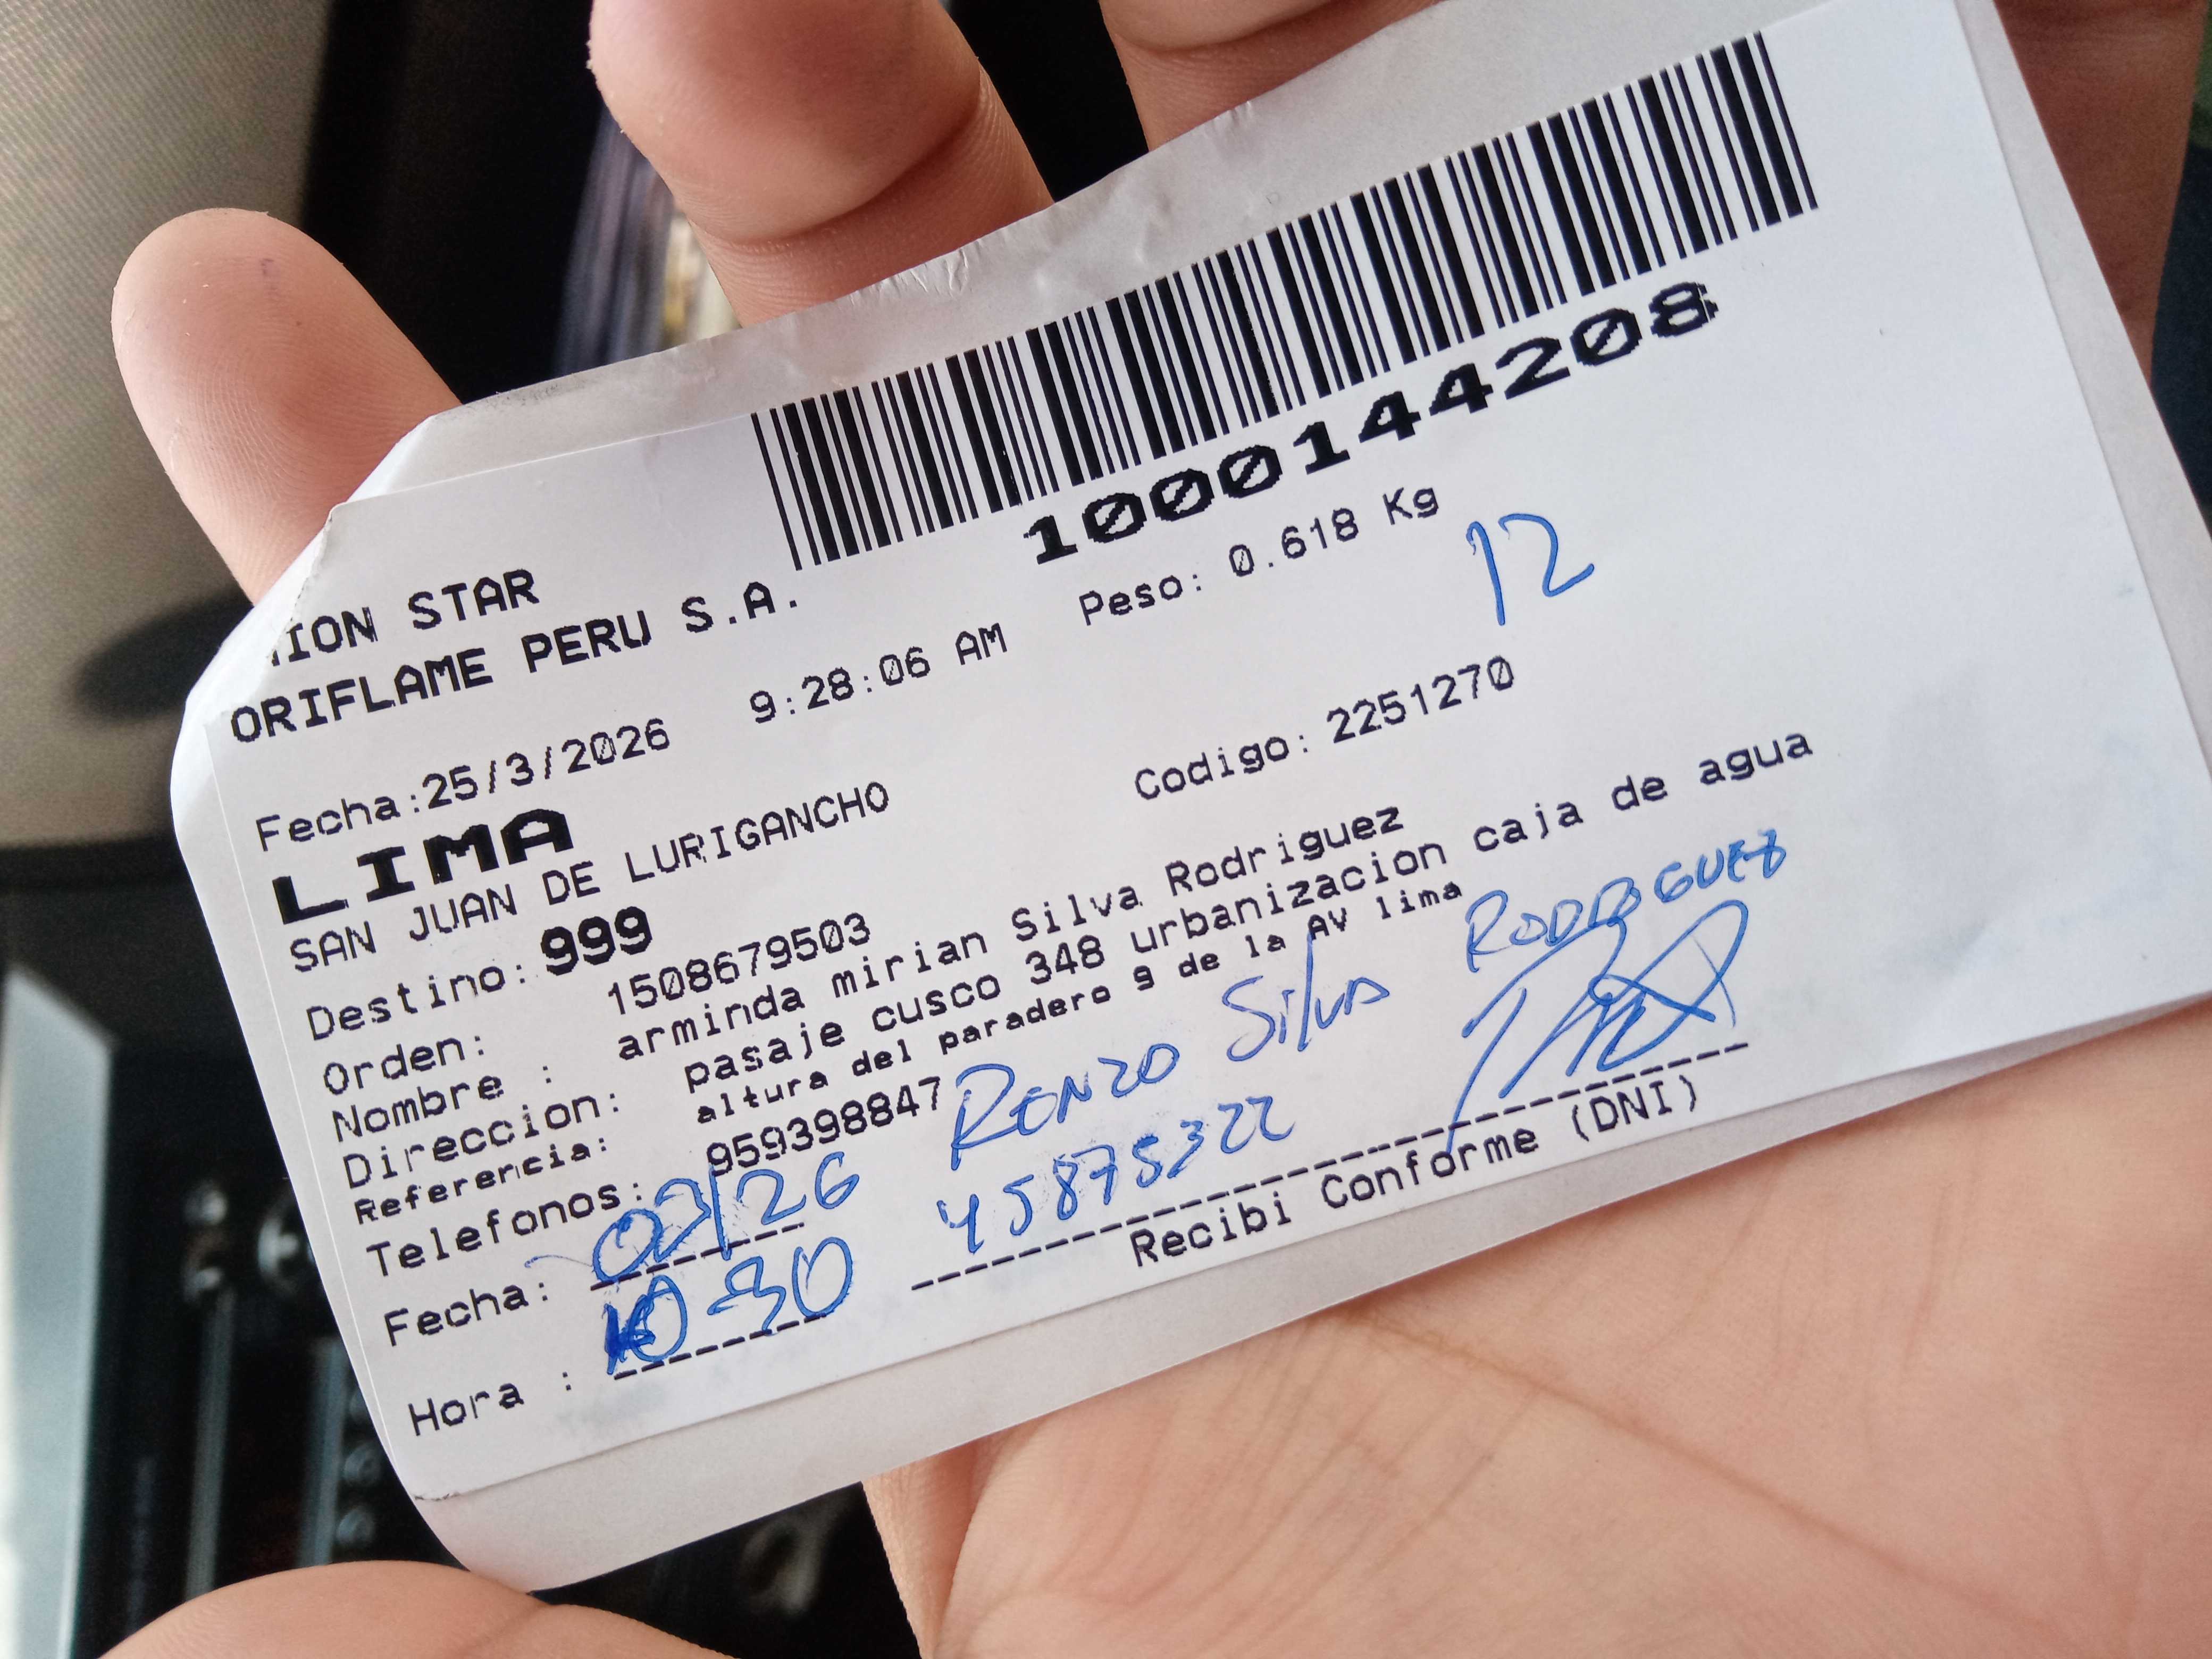 ION STAR
ORIFLAME PERU S.A.
1000144208
Fecha:25/3/2026 9:28:06 AM Peso: 0.618 Kg
12
LIMA
SAN JUAN DE LURIGANCHO Codigo: 2251270
Destino: 999
Orden: 1508679503
Nombre : arminda mirian Silva Rodriguez
Direccion: pasaje cusco 348 urbanizacion caja de agua
Referencia: altura del paradero 9 de la AV lima
Telefonos: 959398847
RENZO Silva RODRIGUEZ
45875322
Fecha: /26
Hora : 10-30
Recibi Conforme (DNI)